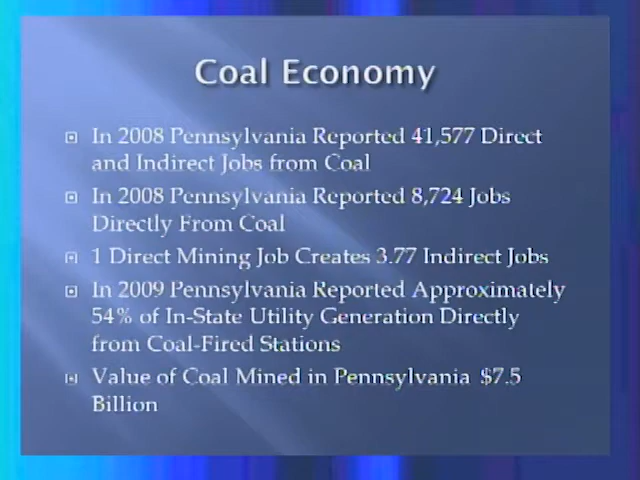 Coal Economy
In 2008 Pennsylvania Reported 41,577 Direct
and Indirect Jobs from Coal
In 2008 Pennsylvania Reported 8,724 Jobs
Directly From Coal
1 Direct Mining Job Creates 3.77 Indirect Jobs
In 2009 Pennsylvania Reported Approximately
54% of In-State Utility Generation Directly
from Coal-Fired Stations
Value of Coal Mined in Pennsylvania $7.5
Billion